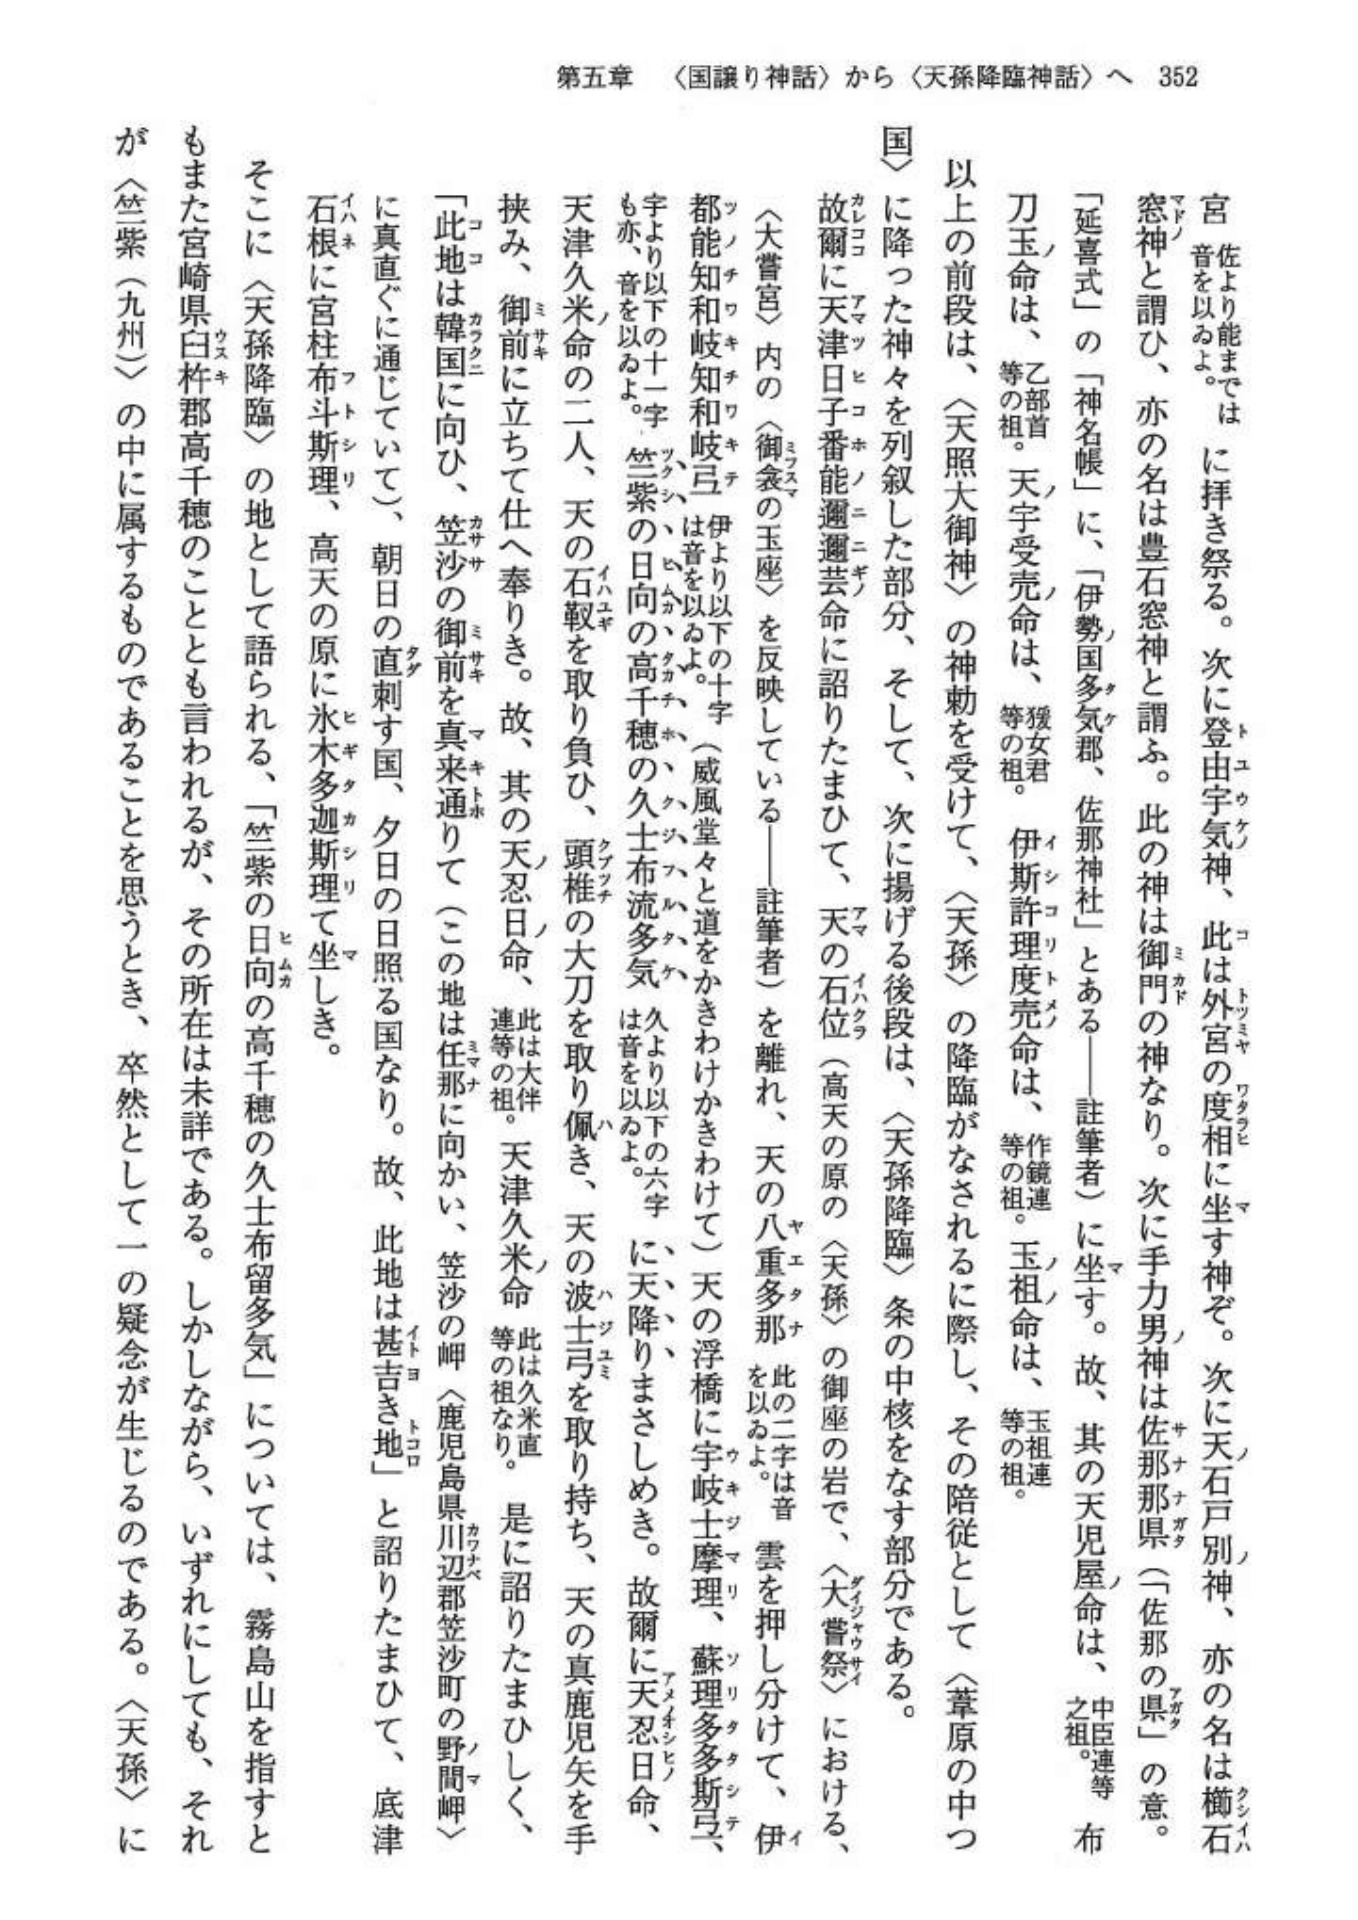 第五章　〈国譲り神話〉から〈天孫降臨神話〉へ　352
宮 佐より能までは音を以ゐよ。 に拝き祭る。次に登由宇気神、此は外宮の度相に坐す神ぞ。次に天石戸別神、亦の名は櫛石
窓神と謂ひ、亦の名は豊石窓神と謂ふ。此の神は御門の神なり。次に手力男神は佐那那県（「佐那の県」の意。
「延喜式」の「神名帳」に、「伊勢国多気郡、佐那神社」とある――註筆者）に坐す。故、其の天児屋命は、 中臣連等之祖。 布
刀玉命は、 乙部首等の祖。 天宇受売命は、 猨女君等の祖。 伊斯許理度売命は、 作鏡連等の祖。 玉祖命は、 玉祖連等の祖。
以上の前段は、〈天照大御神〉の神勅を受けて、〈天孫〉の降臨がなされるに際し、その陪従として〈葦原の中つ
国〉に降った神々を列叙した部分、そして、次に揚げる後段は、〈天孫降臨〉条の中核をなす部分である。
故爾に天津日子番能邇邇芸命に詔りたまひて、天の石位（高天の原の〈天孫〉の御座の岩で、〈大嘗祭〉における、
〈大嘗宮〉内の〈御衾の玉座〉を反映している――註筆者）を離れ、天の八重多那 此の二字は音を以ゐよ。 雲を押し分けて、伊
都能知和岐知和岐弖 伊より以下の十字は音を以ゐよ。 （威風堂々と道をかきわけかきわけて）天の浮橋に宇岐士摩理、蘇理多多斯弖、
字より以下の十一字も亦、音を以ゐよ。 竺紫の日向の高千穂の久士布流多気 久より以下の六字は音を以ゐよ。 に天降りまさしめき。故爾に天忍日命、
天津久米命の二人、天の石靫を取り負ひ、頭椎の大刀を取り佩き、天の波士弓を取り持ち、天の真鹿児矢を手
挟み、御前に立ちて仕へ奉りき。故、其の天忍日命、 此は大伴連等の祖。 天津久米命 此は久米直等の祖なり。 是に詔りたまひしく、
「此地は韓国に向ひ、笠沙の御前を真来通りて（この地は任那に向かい、笠沙の岬〈鹿児島県川辺郡笠沙町の野間岬〉
に真直ぐに通じていて）、朝日の直刺す国、夕日の日照る国なり。故、此地は甚吉き地」と詔りたまひて、底津
石根に宮柱布斗斯理、高天の原に氷木多迦斯理て坐しき。
そこに〈天孫降臨〉の地として語られる、「竺紫の日向の高千穂の久士布留多気」については、霧島山を指すと
もまた宮崎県臼杵郡高千穂のことも言われるが、その所在は未詳である。しかしながら、いずれにしても、それ
が〈竺紫（九州）〉の中に属するものであることを思うとき、卒然として一の疑念が生じるのである。〈天孫〉に